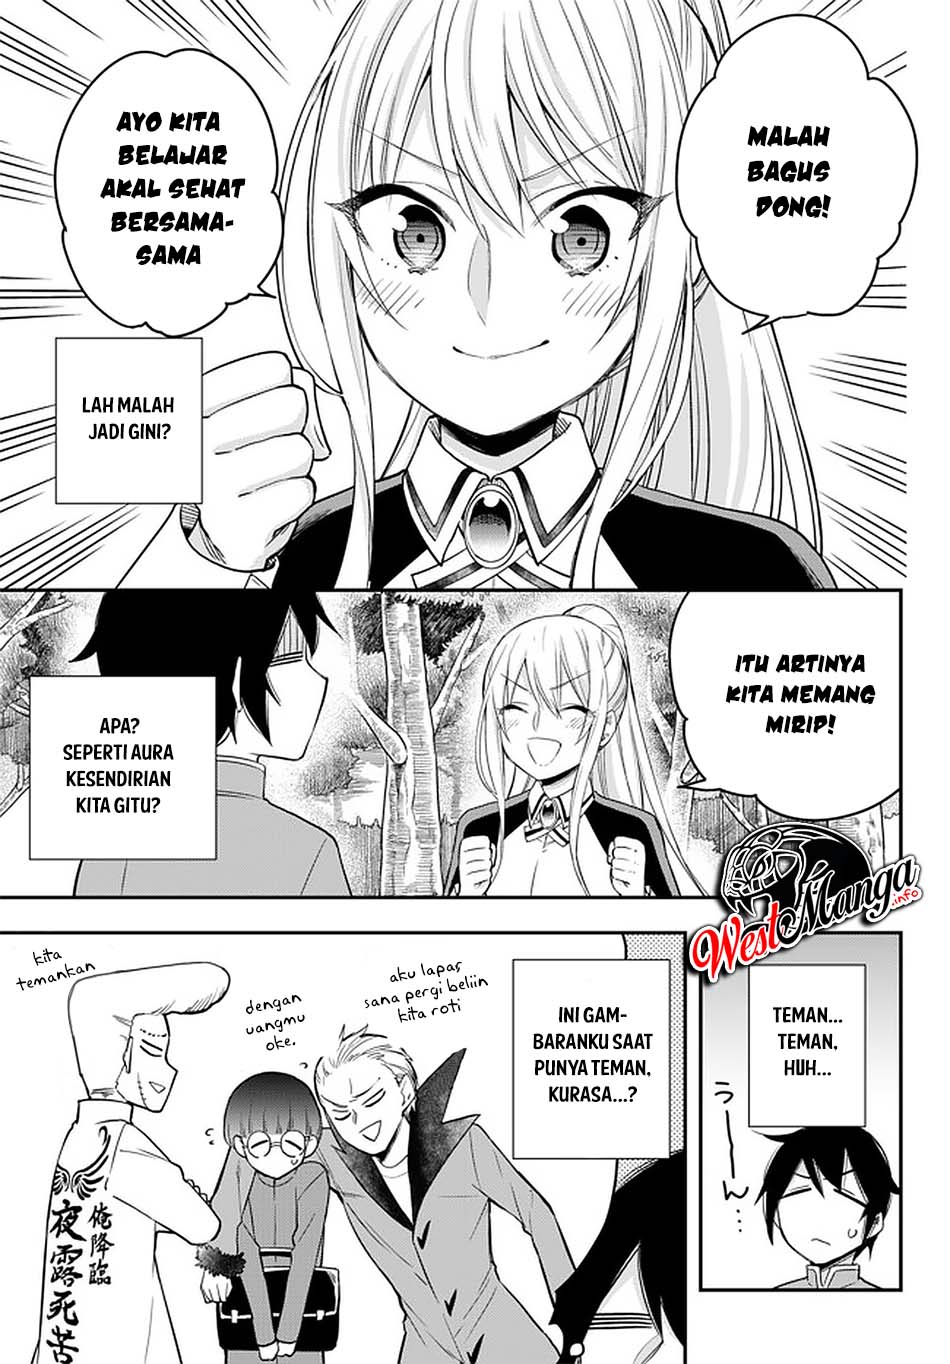 MALAH
BAGUS
DONG!
AYO KITA
BELAJAR
AKAL SEHAT
BERSAMA-
SAMA
LAH MALAH
JADI GINI?
ITU ARTINYA
KITA MEMANG
MIRIP!
APA?
SEPERTI AURA
KESENDIRIAN
KITA GITU?
WestManga
.info
TEMAN...
TEMAN,
HUH...
うーん...
INI GAM-
BARANKU SAAT
PUNYA TEMAN,
KURASA...?
aku lapar,
sana pergi beliin
kita roti
dengan
uangmu
oke.
kita
temankan
俺降臨
夜露死苦